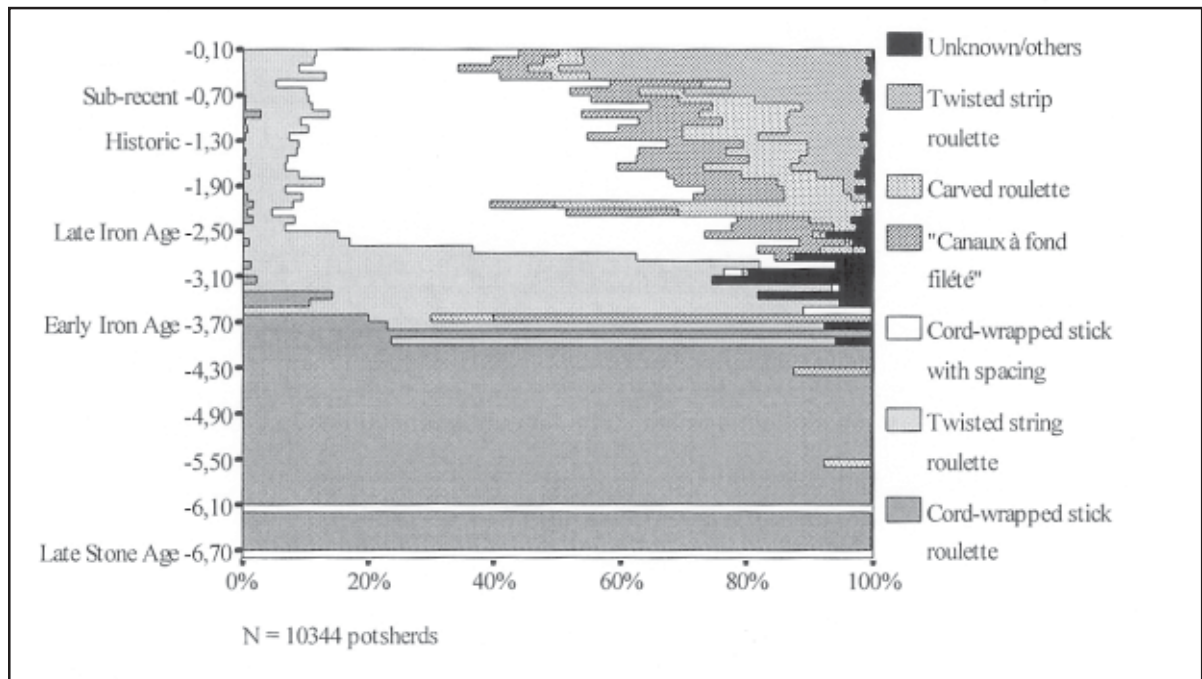 -0,10
Sub-recent -0,70
Historic -1,30
-1,90
Late Iron Age -2,50
-3,10
Early Iron Age -3,70
-4,30
-4,90
-5,50
-6,10
Late Stone Age -6,70
0% 20% 40% 60% 80% 100%
N = 10344 potsherds
Unknown/others
Twisted strip
roulette
Carved roulette
"Canaux à fond
filété"
Cord-wrapped stick
with spacing
Twisted string
roulette
Cord-wrapped stick
roulette